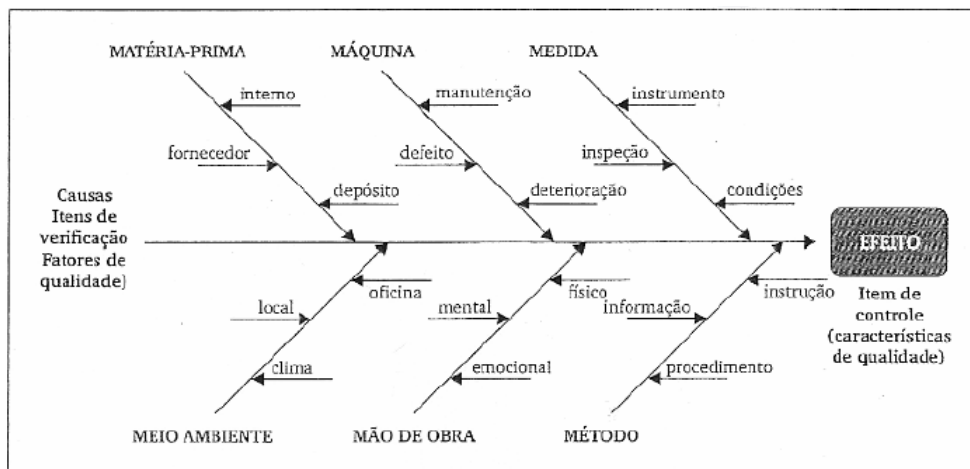 MATÉRIA-PRIMA
MÁQUINA
MEDIDA
interno
manutenção
instrumento
fornecedor
defeito
inspeção
depósito
deterioração
condições
Causas
Itens de
verificação
Fatores de
qualidade)
EFEITO
oficina
físico
instrução
local
mental
informação
Item de
controle
(características
de qualidade)
clima
emocional
procedimento
MEIO AMBIENTE
MÃO DE OBRA
MÉTODO